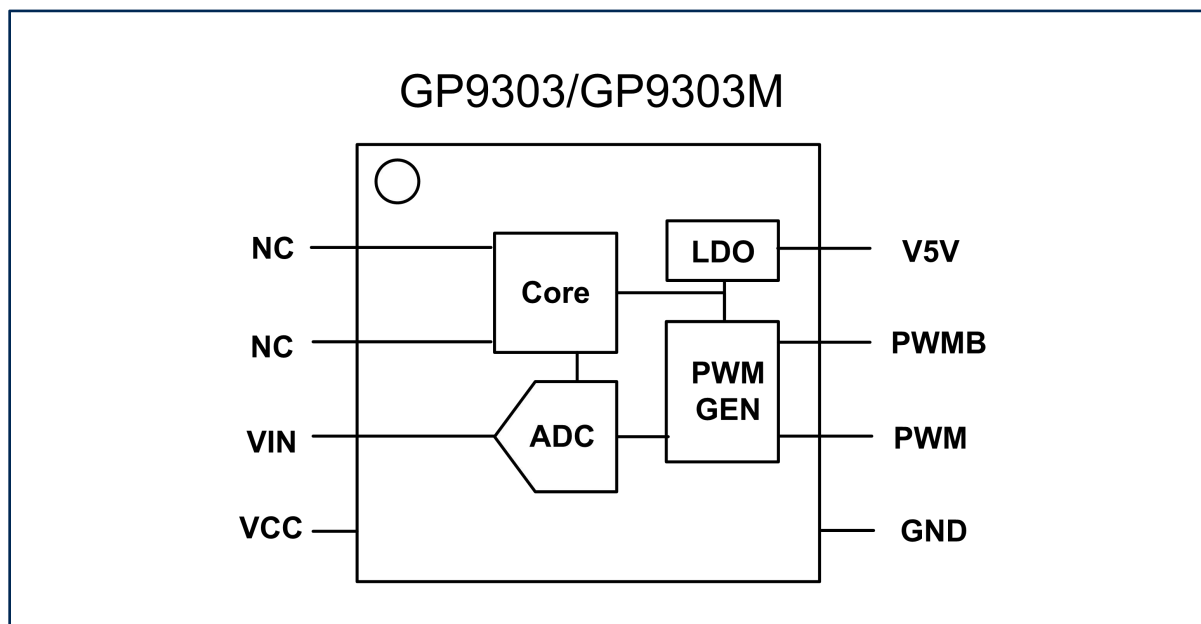 GP9303/GP9303M
NC
Core
LDO
V5V
NC
PWM
GEN
PWMB
VIN
ADC
PWM
VCC
GND